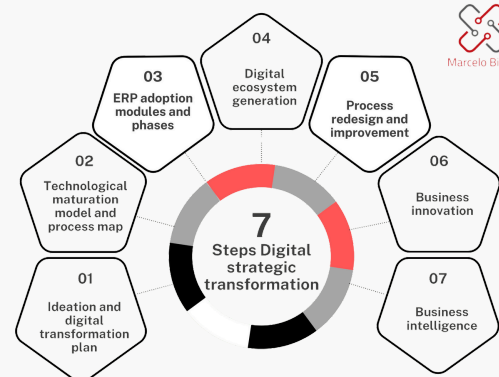 04
Digital
ecosystem
generation
03
ERP adoption
modules and
phases
05
Process
redesign and
improvement
02
Technological
maturation
model and
process map
06
Business
innovation
7
Steps Digital
strategic
transformation
01
Ideation and
digital
transformation
plan
07
Business
intelligence
Marcelo Bi